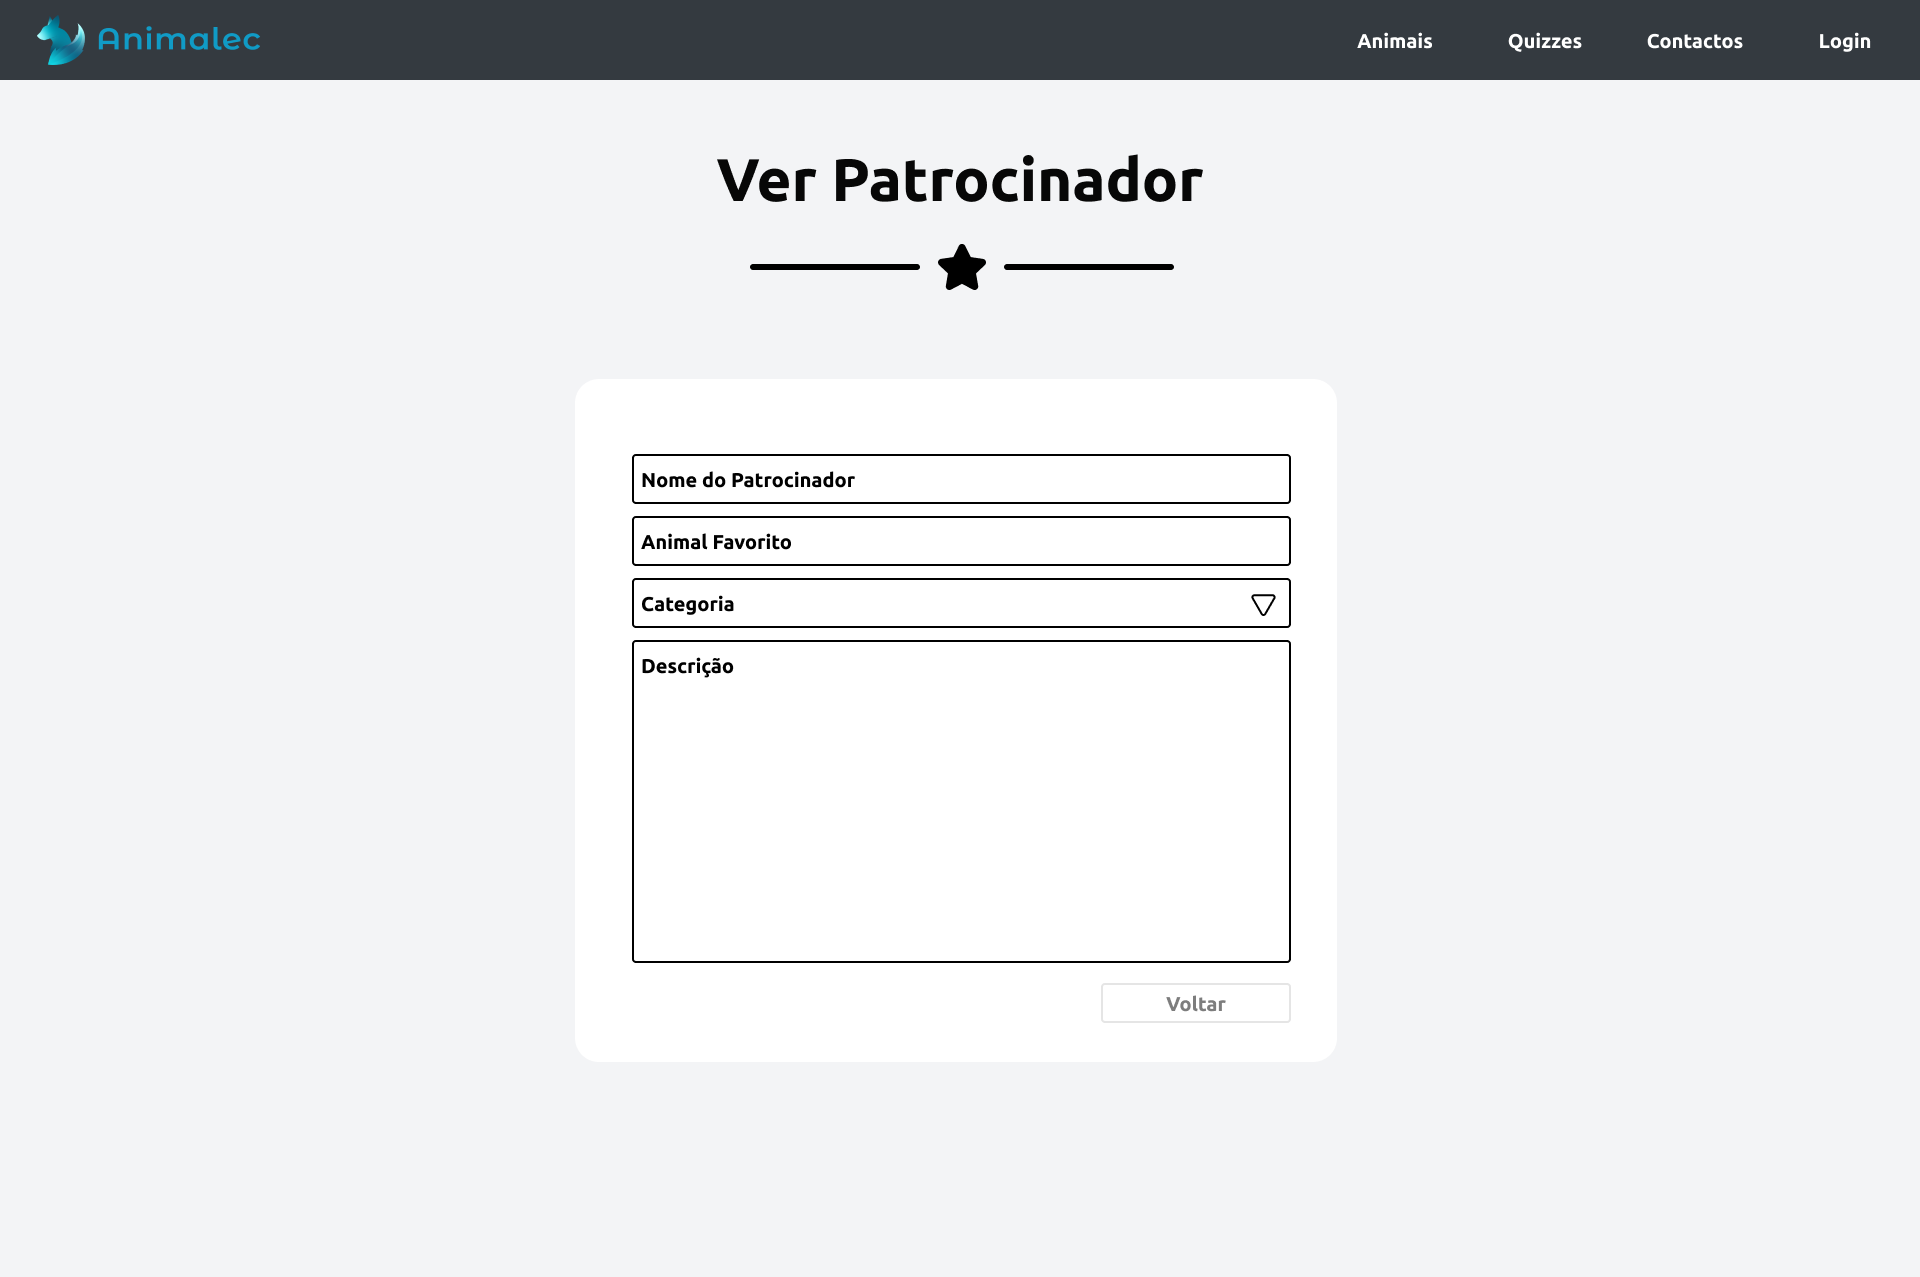 Animalec
Animais
Quizzes
Contactos
Login
Ver Patrocinador
Nome do Patrocinador
Animal Favorito
Categoria
Descrição
Voltar